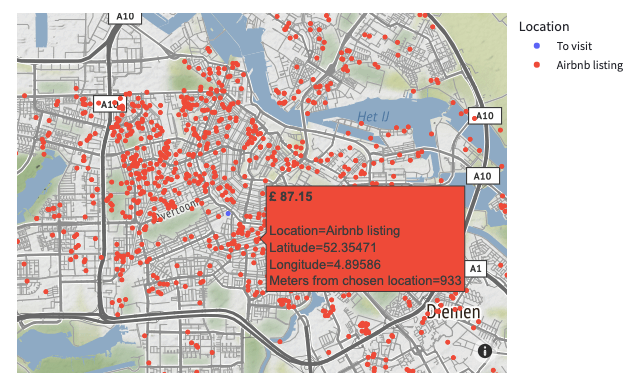 Location
To visit
Airbnb listing
A10
A10
Het IJ
A10
A10
Overtoom
£ 87.15
Location=Airbnb listing
Latitude=52.35471
Longitude=4.89586
Meters from chosen location=933
A1
Diemen
i